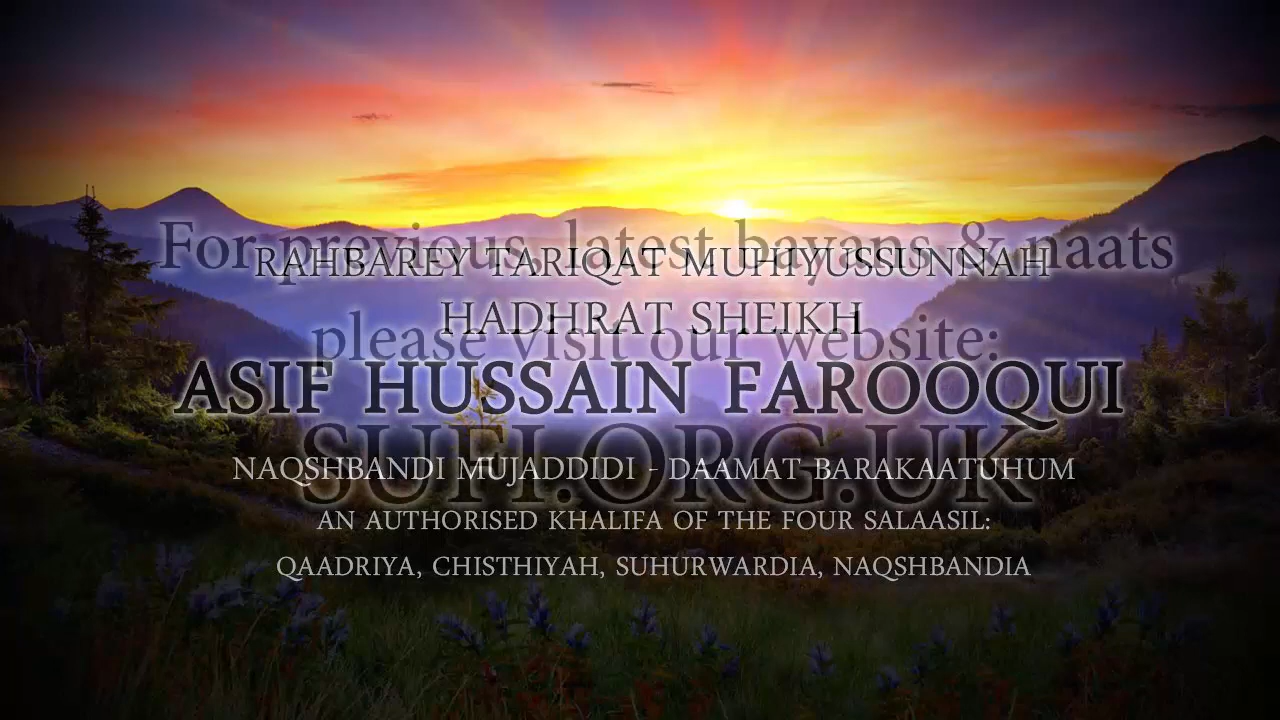 For previous, latest bayans & naats
RAHBAREY TARIQAT MUHIYUSSUNNAH
HADHRAT SHEIKH
please visit our website:
ASIF HUSSAIN FAROOQUI
SUFI.ORG.UK
NAQSHBANDI MUJADDIDI - DAAMAT BARAKAATUHUM
AN AUTHORISED KHALIFA OF THE FOUR SALAASIL:
QAADRIYA, CHISTHIYAH, SUHURWARDIA, NAQSHBANDIA